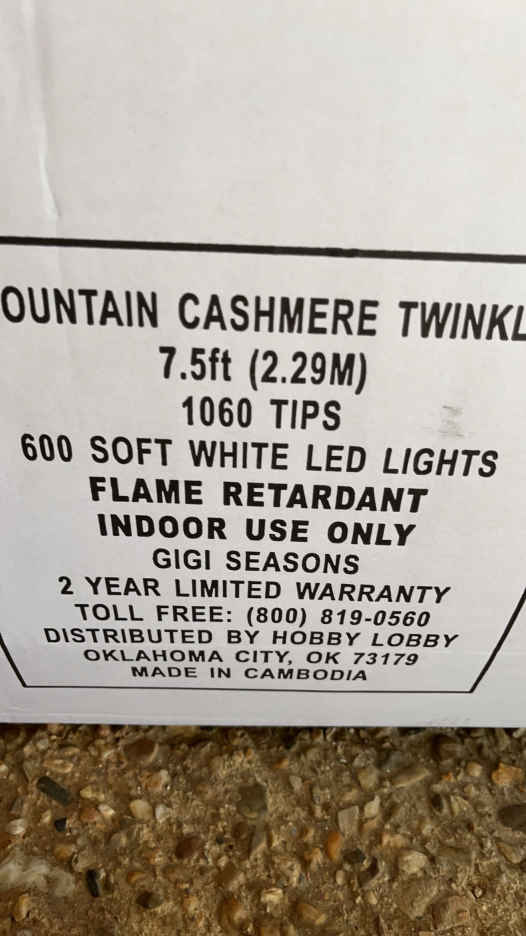 OUNTAIN CASHMERE TWINKL
7.5ft (2.29M)
1060 TIPS
600 SOFT WHITE LED LIGHTS
FLAME RETARDANT
INDOOR USE ONLY
GIGI SEASONS
2 YEAR LIMITED WARRANTY
TOLL FREE: (800) 819-0560
DISTRIBUTED BY HOBBY LOBBY
OKLAHOMA CITY, OK 73179
MADE IN CAMBODIA